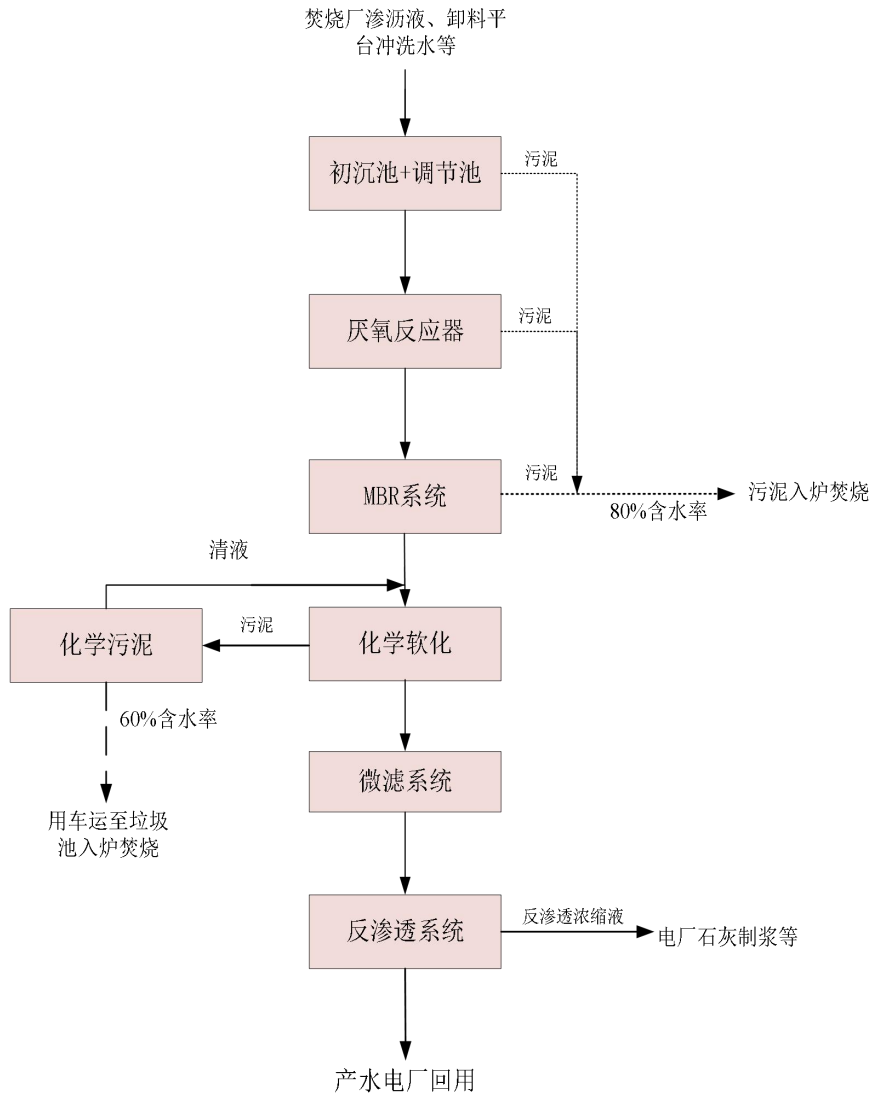 焚烧厂渗沥液、卸料平
台冲洗水等
初沉池+调节池
污泥
厌氧反应器
污泥
MBR系统
污泥
污泥入炉焚烧
80%含水率
清液
化学污泥
污泥
化学软化
60%含水率
微滤系统
用车运至垃圾
池入炉焚烧
反渗透系统
反渗透浓缩液
电厂石灰制浆等
产水电厂回用